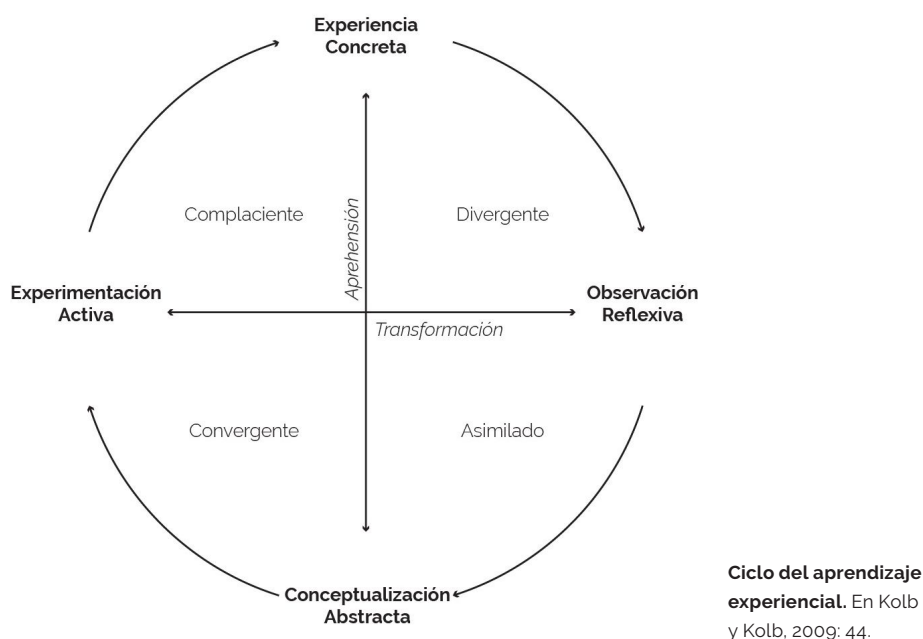 Experiencia
Concreta
Complaciente
Divergente
Aprehensión
Experimentación
Activa
Observación
Reflexiva
Transformación
Convergente
Asimilado
Conceptualización
Abstracta
Ciclo del aprendizaje
experiencial. En Kolb
y Kolb, 2009: 44.